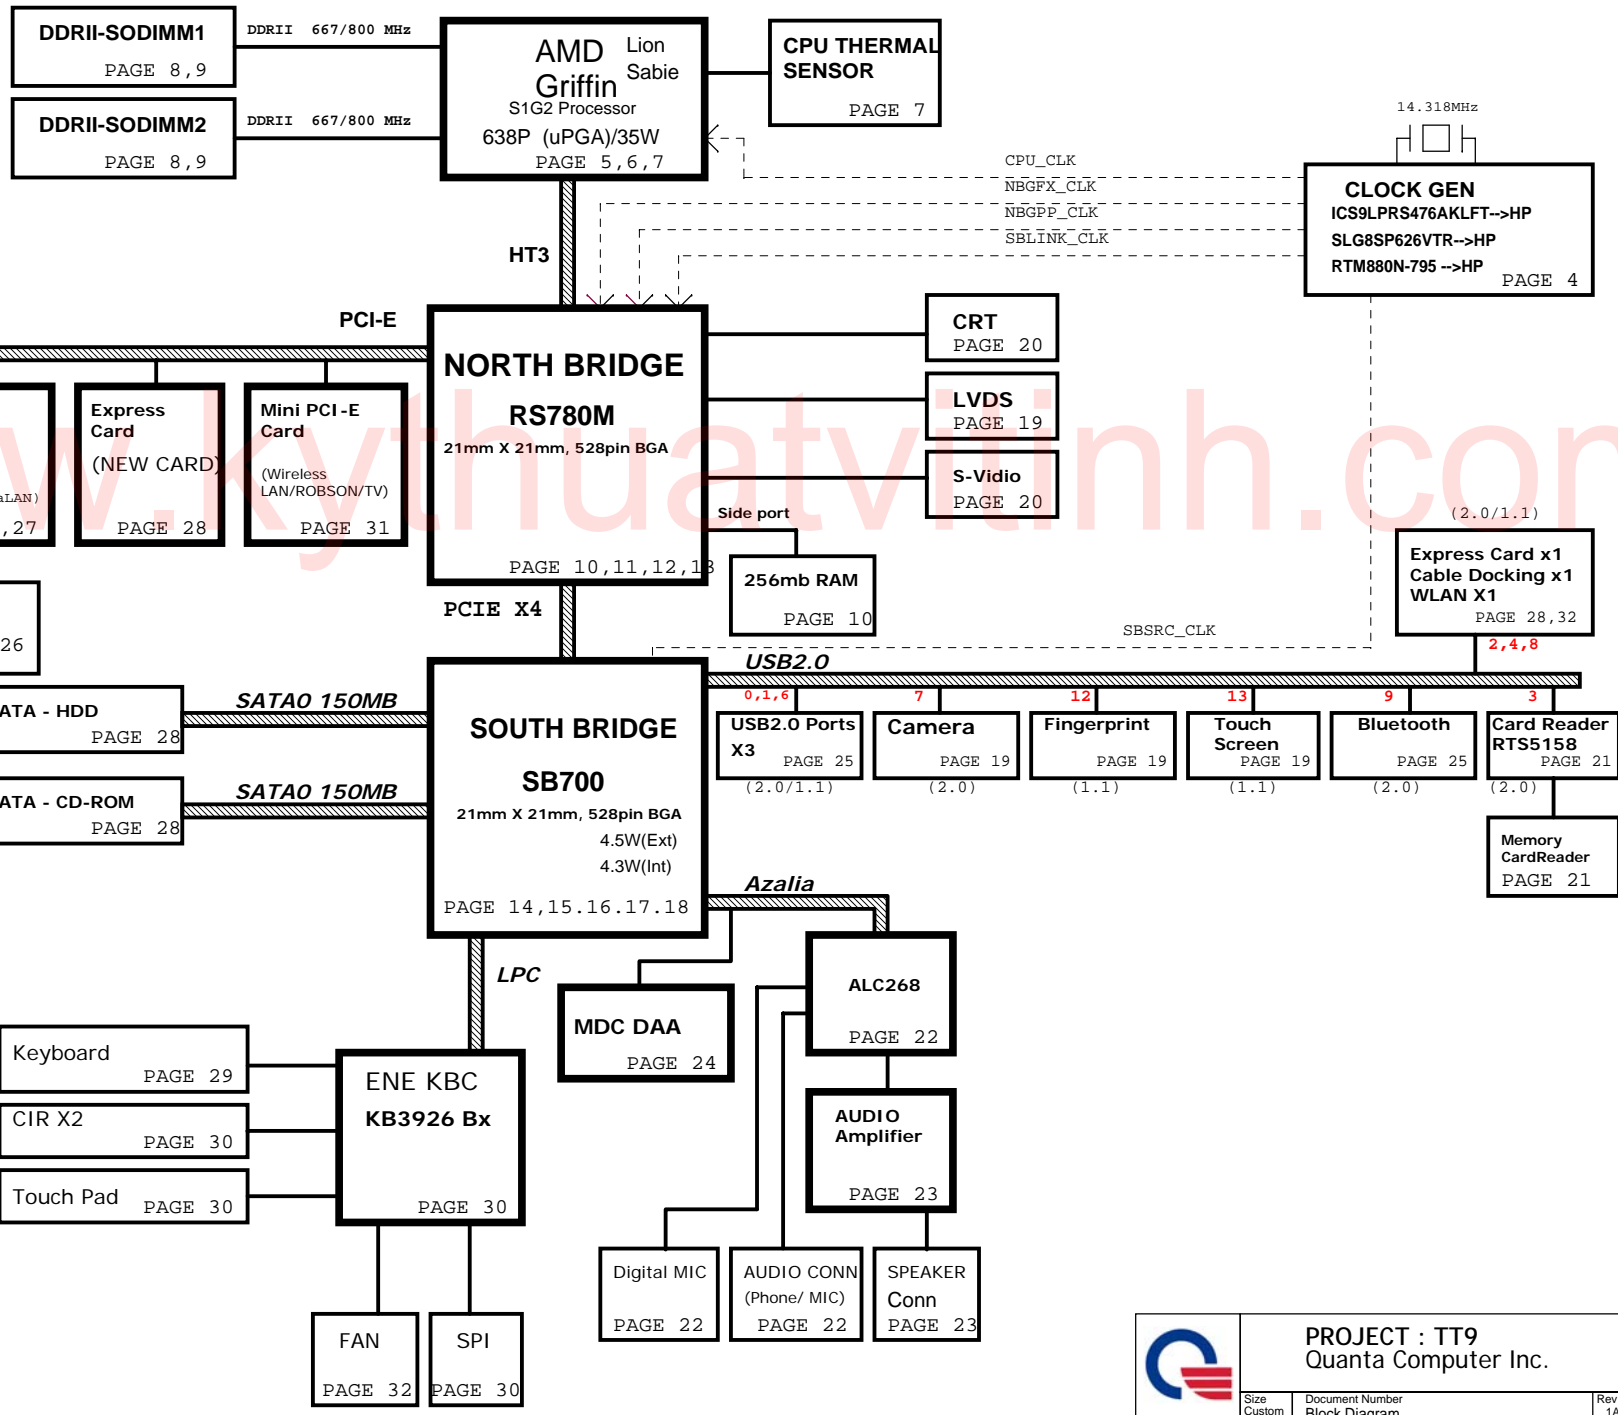 DDRII-SODIMM1
PAGE 8,9
DDRII 667/800 MHz
AMD Griffin
Lion Sabie
S1G2 Processor
638P (uPGA)/35W
PAGE 5,6,7
CPU THERMAL
SENSOR
PAGE 7
DDRII-SODIMM2
PAGE 8,9
DDRII 667/800 MHz
14.318MHz
CPU_CLK
NBGFX_CLK
NBGPP_CLK
SBLINK_CLK
CLOCK GEN
ICS9LPRS476AKLFT-->HP
SLG8SP626VTR-->HP
RTM880N-795 -->HP
PAGE 4
HT3
PCI-E
NORTH BRIDGE
RS780M
21mm X 21mm, 528pin BGA
PAGE 10,11,12,13
CRT
PAGE 20
LVDS
PAGE 19
S-Vidio
PAGE 20
Side port
256mb RAM
PAGE 10
aLAN)
,27
Express
Card
(NEW CARD)
PAGE 28
Mini PCI-E
Card
(Wireless
LAN/ROBSON/TV)
PAGE 31
w.kythuatvitinh.com
26
PCIE X4
SBSRC_CLK
(2.0/1.1)
Express Card x1
Cable Docking x1
WLAN X1
PAGE 28,32
2,4,8
USB2.0
ATA - HDD
PAGE 28
SATA0 150MB
ATA - CD-ROM
PAGE 28
SATA0 150MB
SOUTH BRIDGE
SB700
21mm X 21mm, 528pin BGA
4.5W(Ext)
4.3W(Int)
PAGE 14,15.16.17.18
0,1,6
USB2.0 Ports
X3
PAGE 25
(2.0/1.1)
7
Camera
PAGE 19
(2.0)
12
Fingerprint
PAGE 19
(1.1)
13
Touch
Screen
PAGE 19
(1.1)
9
Bluetooth
PAGE 25
(2.0)
3
Card Reader
RTS5158
PAGE 21
(2.0)
Memory
CardReader
PAGE 21
Azalia
LPC
MDC DAA
PAGE 24
ALC268
PAGE 22
AUDIO
Amplifier
PAGE 23
Keyboard
PAGE 29
CIR X2
PAGE 30
Touch Pad
PAGE 30
ENE KBC
KB3926 Bx
PAGE 30
Digital MIC
PAGE 22
AUDIO CONN
(Phone/ MIC)
PAGE 22
SPEAKER
Conn
PAGE 23
FAN
PAGE 32
SPI
PAGE 30
PROJECT : TT9
Quanta Computer Inc.
Size
Custom
Document Number
Block Diagram
Rev
1A